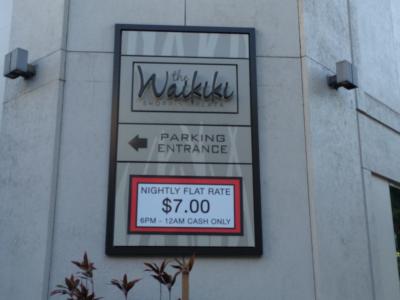 the
Waikiki
SHOPPING PLAZA
PARKING
ENTRANCE
NIGHTLY FLAT RATE
$7.00
6PM - 12AM CASH ONLY